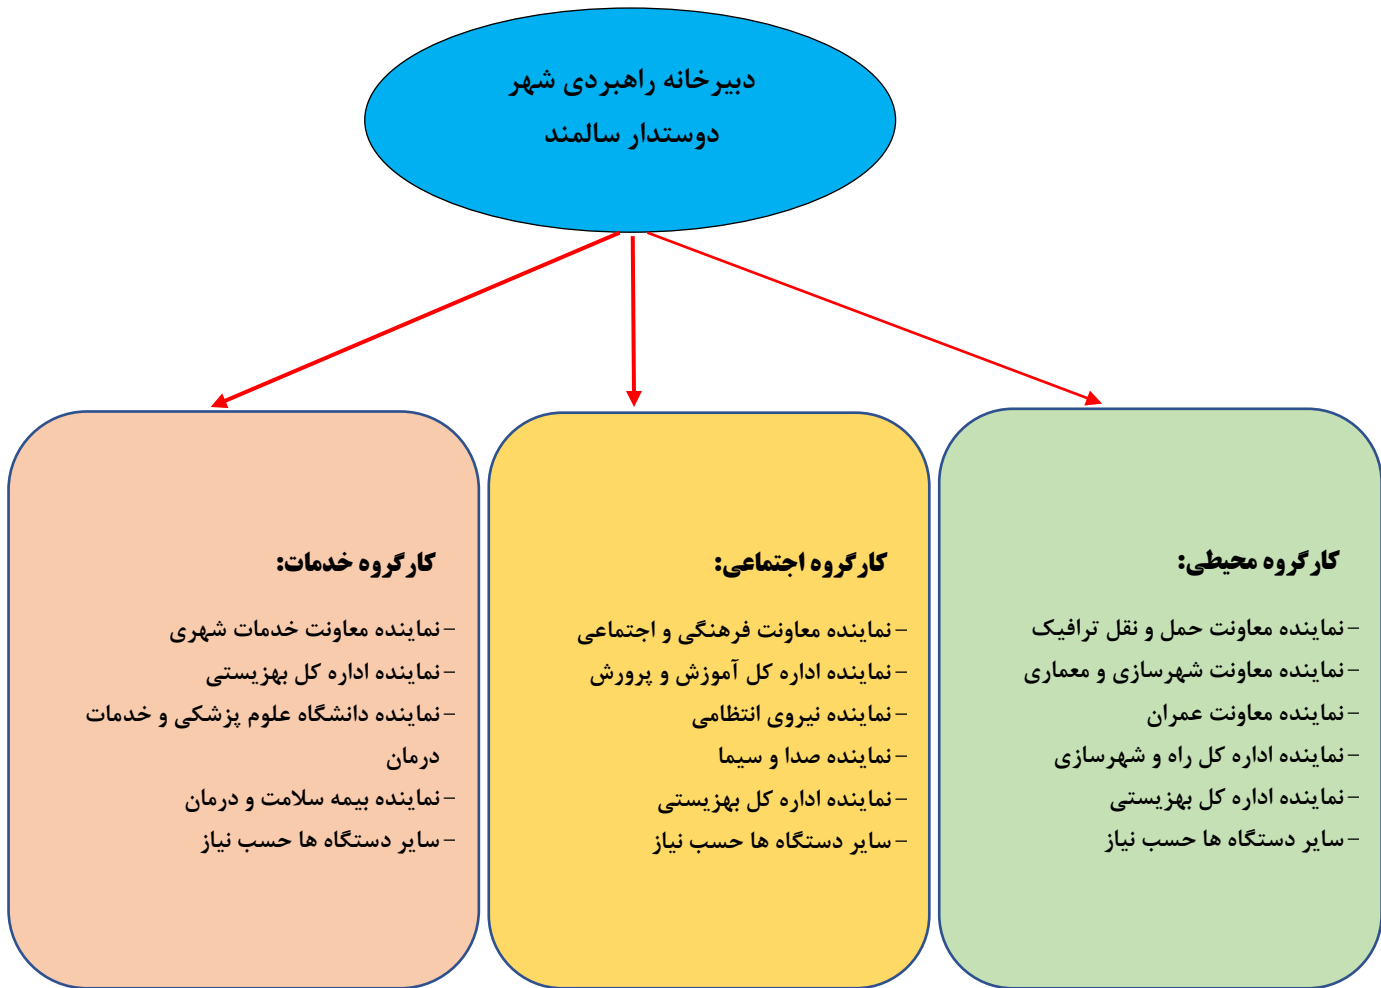 دبیرخانه راهبردی شهر
دوستدار سالمند
کارگروه محیطی:
-نماینده معاونت حمل و نقل ترافیک
-نماینده معاونت شهرسازی و معماری
-نماینده معاونت عمران
-نماینده اداره کل راه و شهرسازی
-نماینده اداره کل بهزیستی
-سایر دستگاه ها حسب نیاز
کارگروه اجتماعی:
-نماینده معاونت فرهنگی و اجتماعی
-نماینده اداره کل آموزش و پرورش
-نماینده نیروی انتظامی
-نماینده صدا و سیما
-نماینده اداره کل بهزیستی
-سایر دستگاه ها حسب نیاز
کارگروه خدمات:
-نماینده معاونت خدمات شهری
-نماینده اداره کل بهزیستی
-نماینده دانشگاه علوم پزشکی و خدمات
درمان
-نماینده بیمه سلامت و درمان
-سایر دستگاه ها حسب نیاز